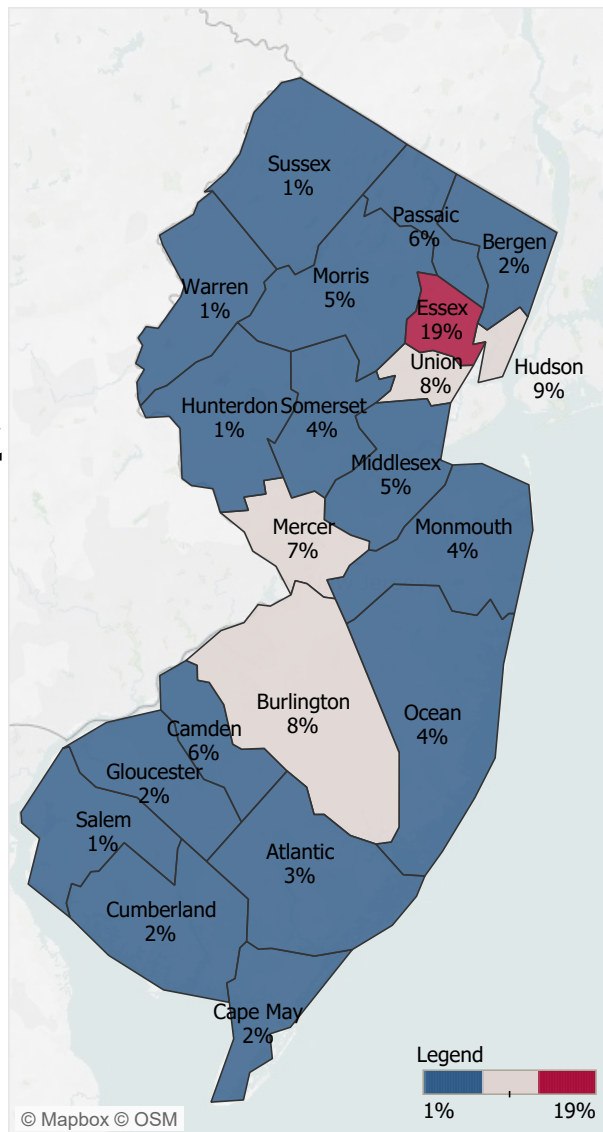 Sussex
1%
Passaic
6%
Bergen
2%
Warren
1%
Morris
5%
Essex
19%
Union
8%
Hudson
9%
Hunterdon
1%
Somerset
4%
Middlesex
5%
Mercer
7%
Monmouth
4%
Burlington
8%
Ocean
4%
Camden
6%
Gloucester
2%
Salem
1%
Atlantic
3%
Cumberland
2%
Cape May
2%
Legend
1% 19%
© Mapbox © OSM